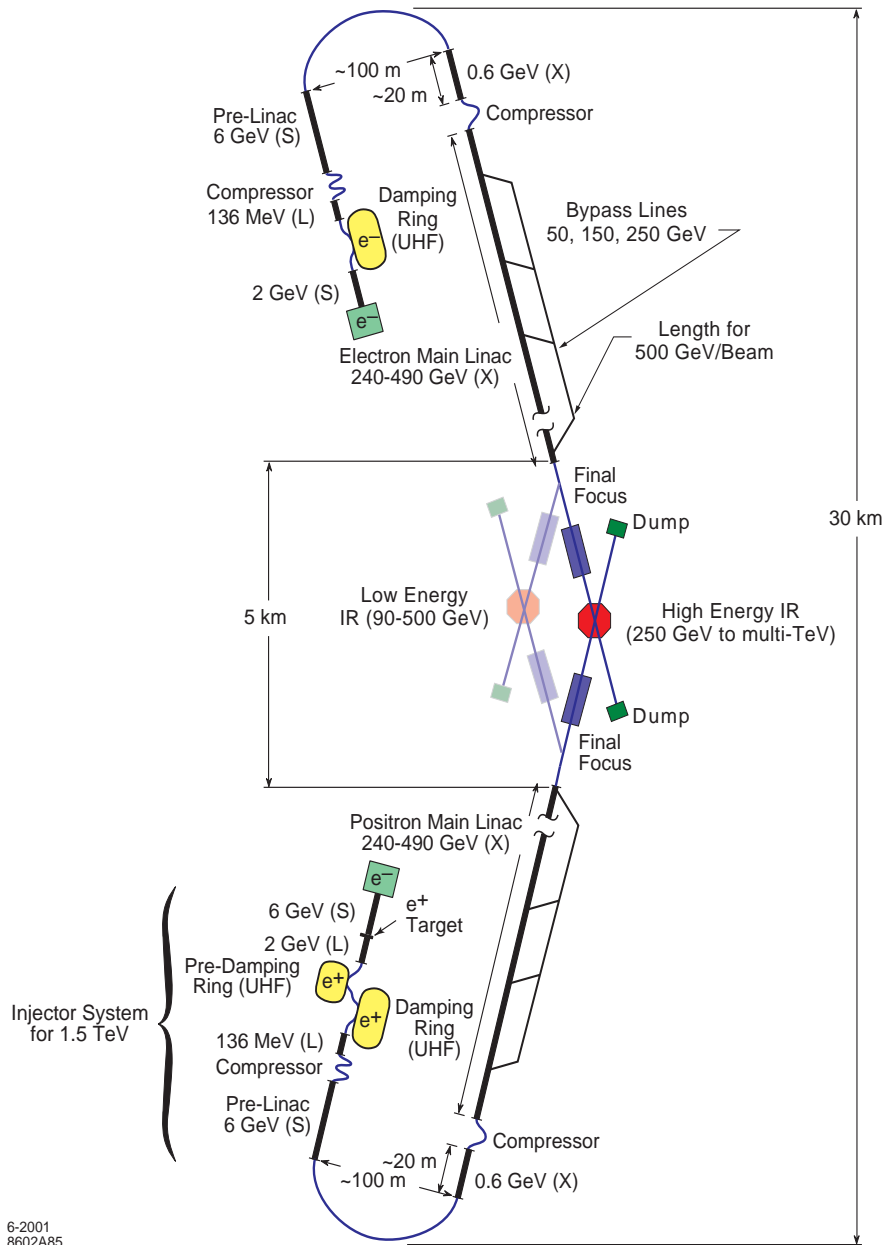 ~100 m
0.6 GeV (X)
~20 m
Compressor
Pre-Linac
6 GeV (S)
Compressor
136 MeV (L)
Damping
Ring
(UHF)
e–
2 GeV (S)
e–
Bypass Lines
50, 150, 250 GeV
Length for
500 GeV/Beam
Electron Main Linac
240-490 GeV (X)
Final
Focus
Dump
30 km
Low Energy
IR (90-500 GeV)
5 km
High Energy IR
(250 GeV to multi-TeV)
Dump
Final
Focus
Positron Main Linac
240-490 GeV (X)
e–
6 GeV (S)
e+
Target
2 GeV (L)
Pre-Damping
Ring (UHF)
e+
e+
Damping
Ring
(UHF)
Injector System
for 1.5 TeV
136 MeV (L)
Compressor
Pre-Linac
6 GeV (S)
Compressor
~20 m
~100 m
0.6 GeV (X)
6-2001
8602A85